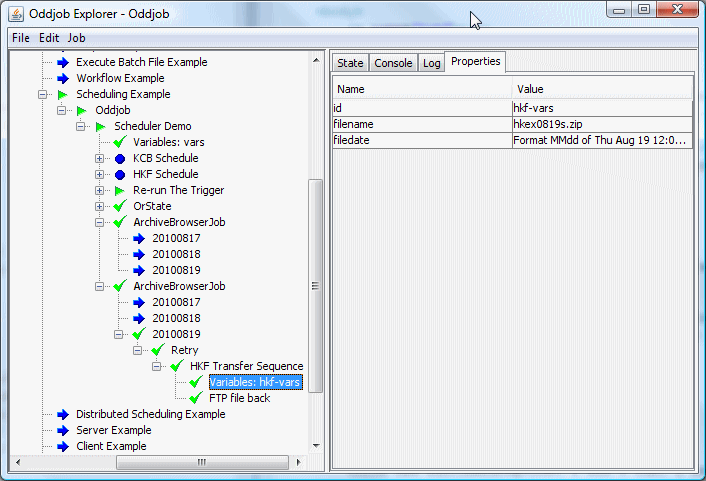 Oddjob Explorer - Oddjob
File Edit Job
Execute Batch File Example
Workflow Example
Scheduling Example
Oddjob
Scheduler Demo
Variables: vars
KCB Schedule
HKF Schedule
Re-run The Trigger
OrState
ArchiveBrowserJob
20100817
20100818
20100819
ArchiveBrowserJob
20100817
20100818
20100819
Retry
HKF Transfer Sequence
Variables: hkf-vars
FTP file back
Distributed Scheduling Example
Server Example
Client Example
State Console Log Properties
Name Value
id hkf-vars
filename hkex0819s.zip
filedate Format MMdd of Thu Aug 19 12:0...